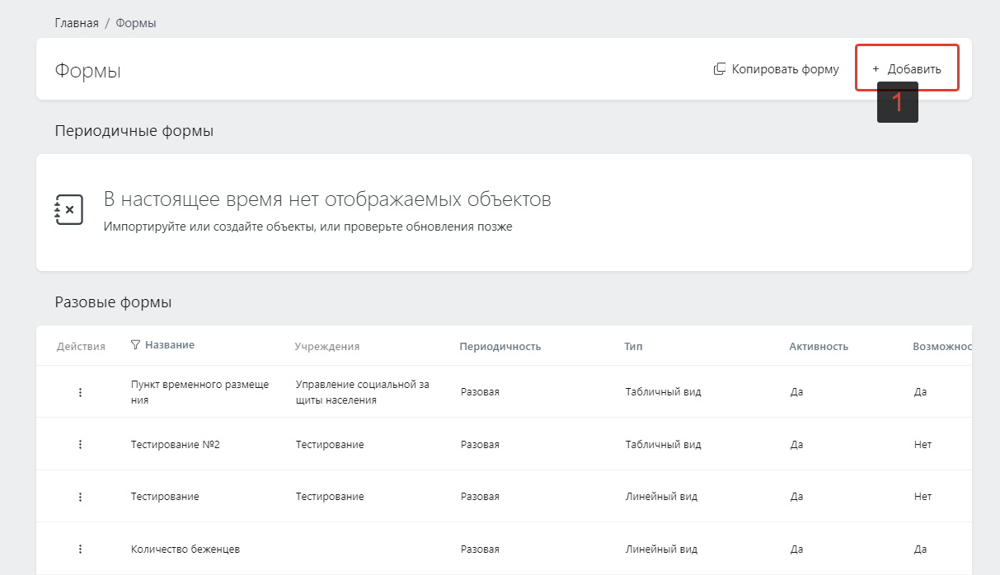 Главная / Формы
Формы
Копировать форму
+ Добавить
1
Периодичные формы
В настоящее время нет отображаемых объектов
Импортируйте или создайте объекты, или проверьте обновления позже
Разовые формы
Действия Название Учреждения Периодичность Тип Активность Возможнос
Пункт временного размеще
ния
Управление социальной за
щиты населения
Разовая Табличный вид Да Да
Тестирование №2 Тестирование Разовая Табличный вид Да Нет
Тестирование Тестирование Разовая Линейный вид Да Нет
Количество беженцев Разовая Линейный вид Да Да